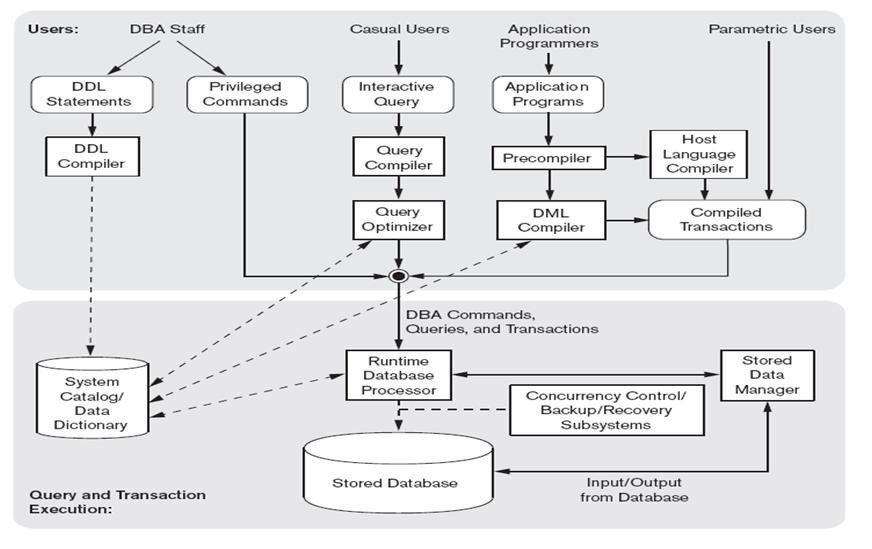 Users:
DBA Staff
Casual Users
Application
Programmers
Parametric Users
DDL
Statements
Privileged
Commands
Interactive
Query
Application
Programs
DDL
Compiler
Query
Compiler
Precompiler
Host
Language
Compiler
Query
Optimizer
DML
Compiler
Compiled
Transactions
DBA Commands,
Queries, and Transactions
System
Catalog/
Data
Dictionary
Runtime
Database
Processor
Stored
Data
Manager
Concurrency Control/
Backup/Recovery
Subsystems
Stored Database
Input/Output
from Database
Query and Transaction
Execution: